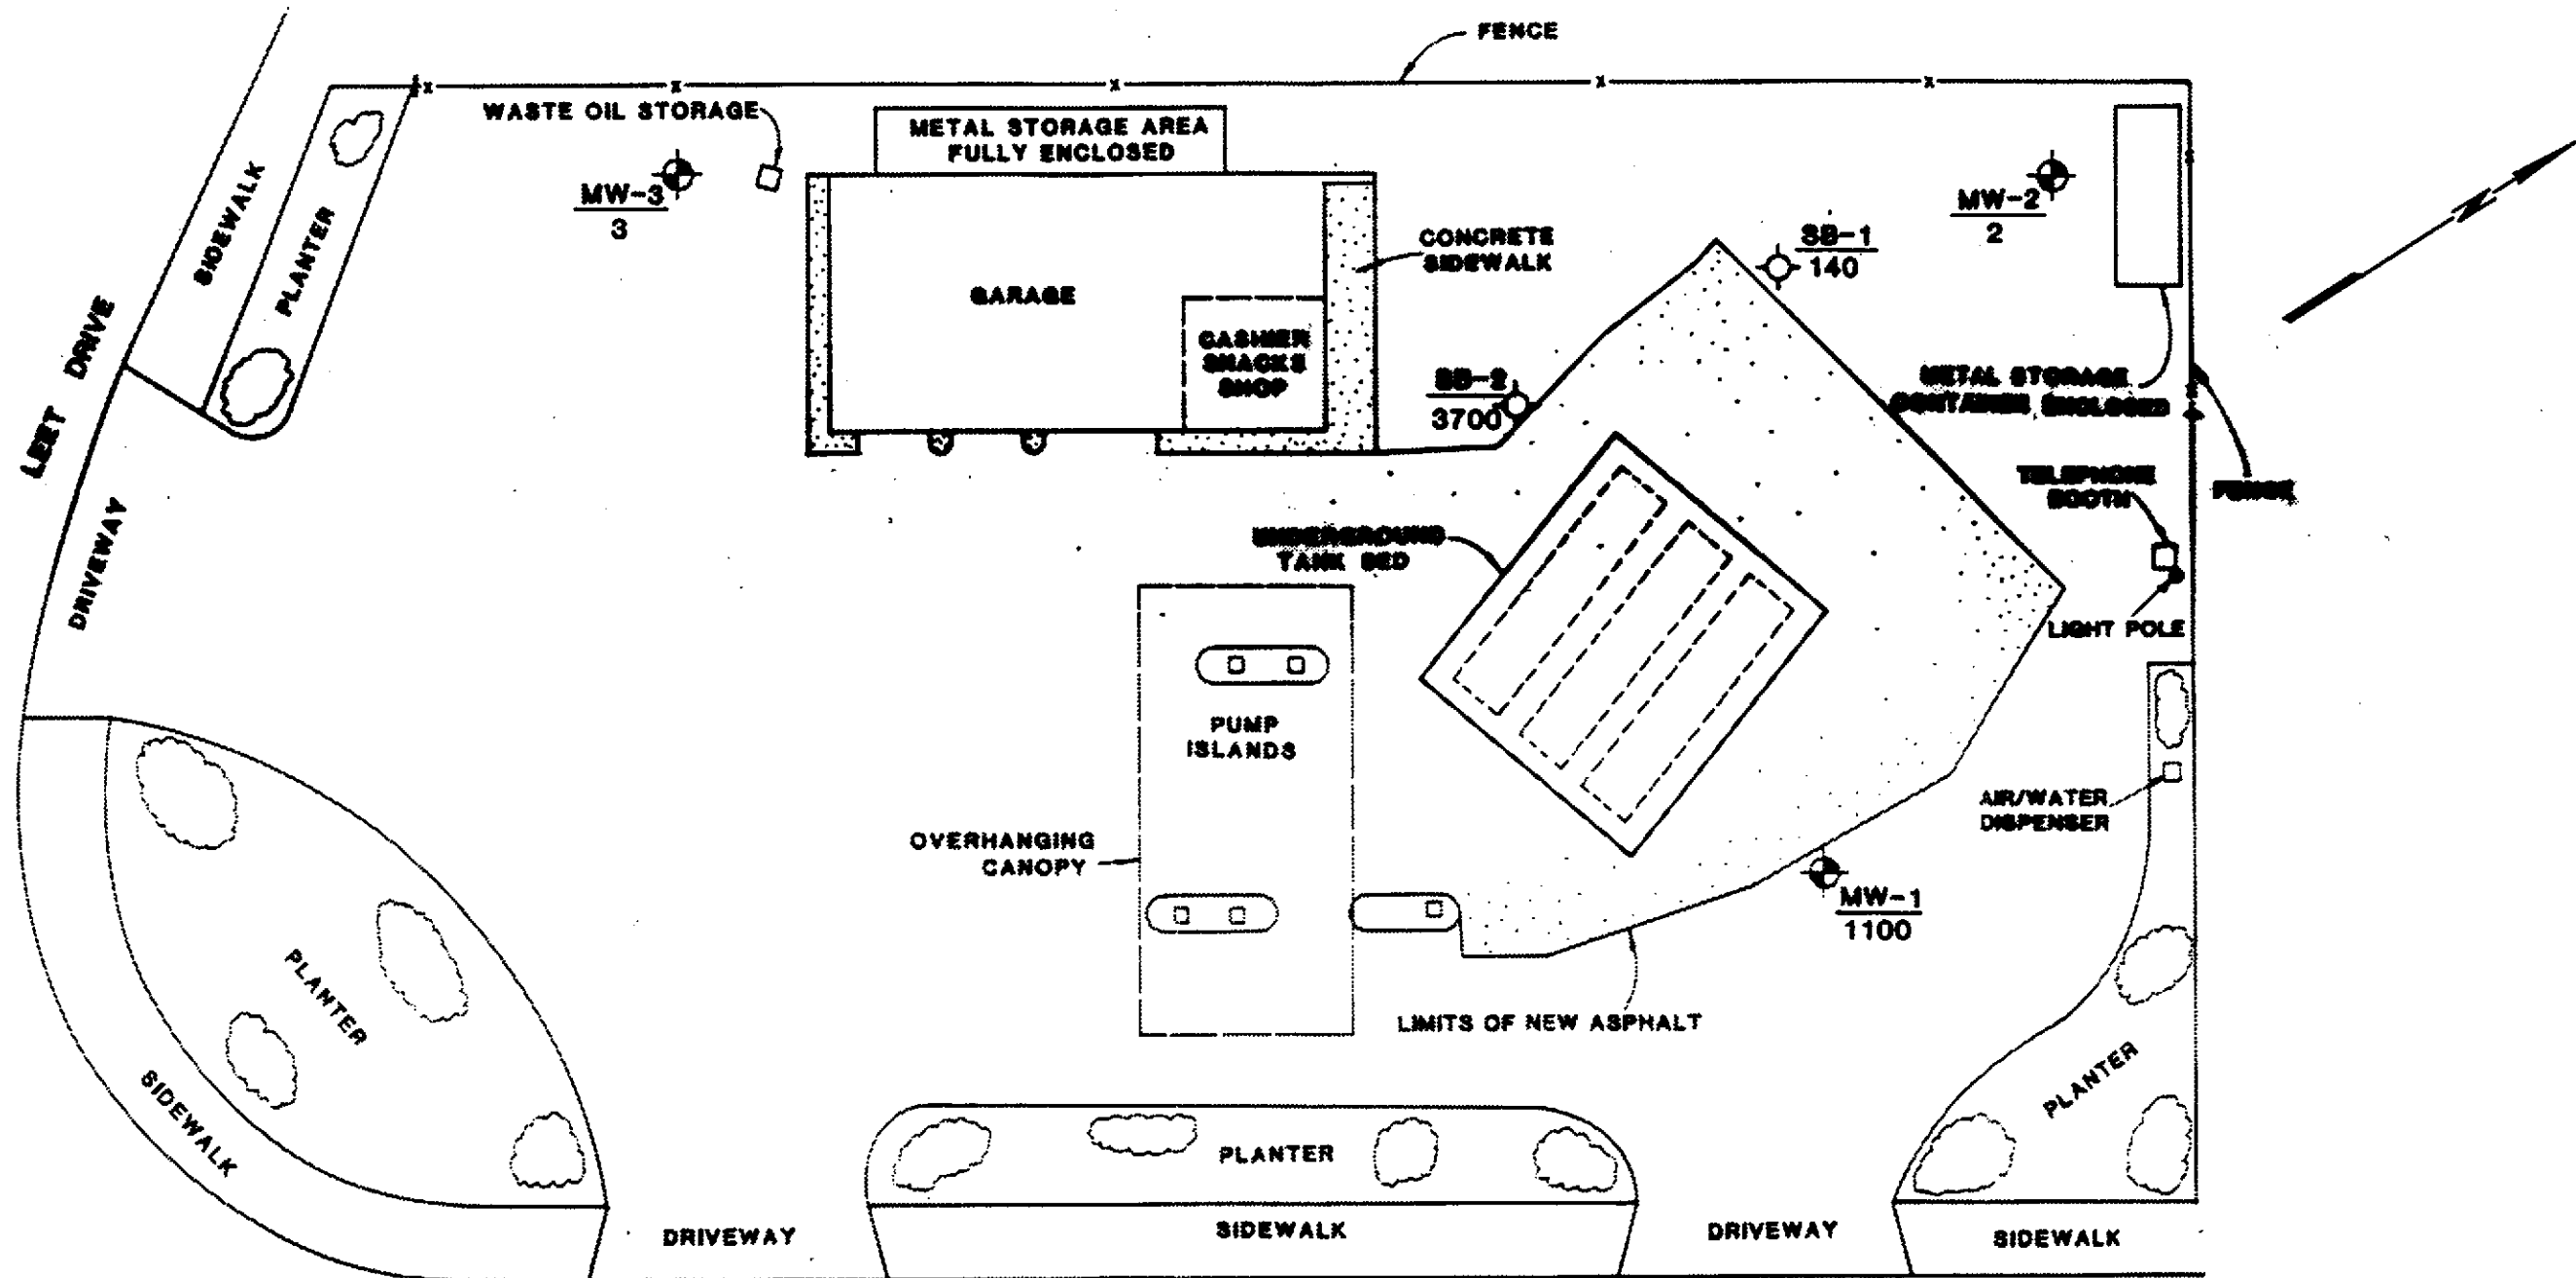 FENCE
WASTE OIL STORAGE
METAL STORAGE AREA
FULLY ENCLOSED
MW-3
3
MW-2
2
SIDEWALK
PLANTER
SB-1
140
CONCRETE
SIDEWALK
GARAGE
CASHIER
SNACKS
SHOP
SB-2
3700
METAL STORAGE
CONTAINER ENCLOSED
LEET DRIVE
DRIVEWAY
TELEPHONE
BOOTH
FENCE
UNDERGROUND
TANK BED
LIGHT POLE
PUMP
ISLANDS
AIR/WATER
DISPENSER
OVERHANGING
CANOPY
MW-1
1100
PLANTER
LIMITS OF NEW ASPHALT
SIDEWALK
PLANTER
PLANTER
DRIVEWAY
SIDEWALK
DRIVEWAY
SIDEWALK